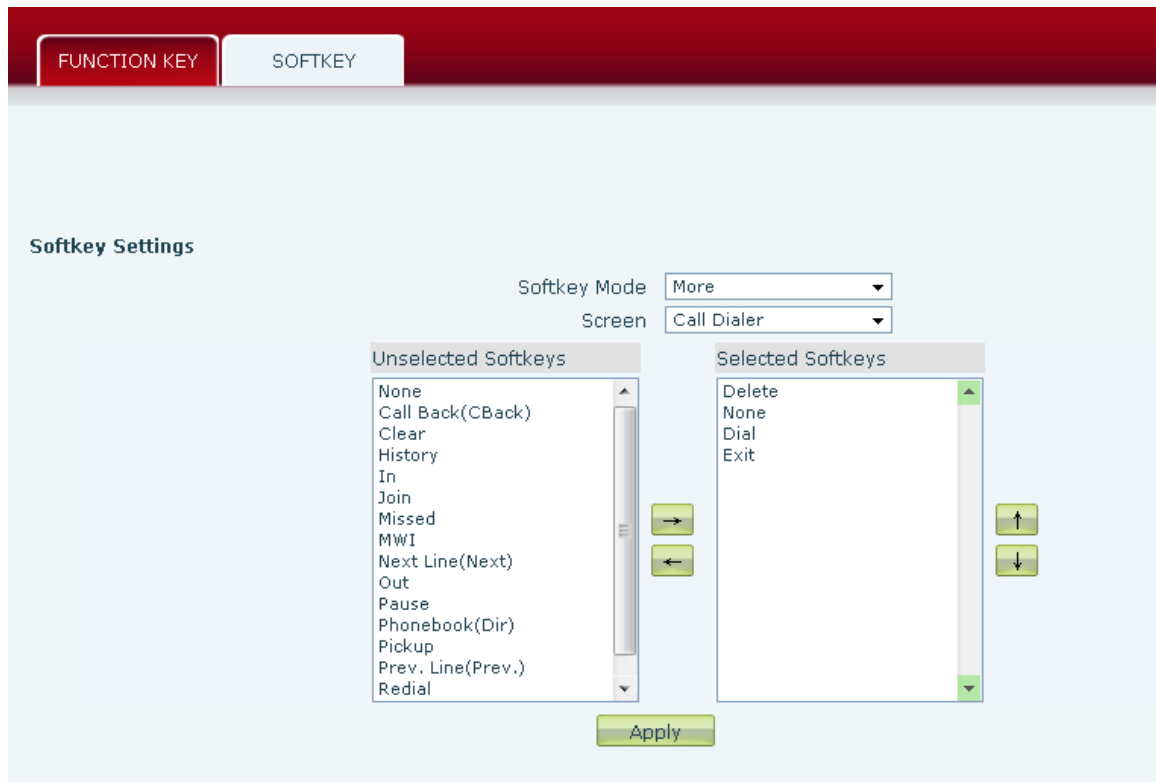 FUNCTION KEY
SOFTKEY
Softkey Settings
Softkey Mode More
Screen Call Dialer
Unselected Softkeys
None
Call Back(CBack)
Clear
History
In
Join
Missed
MWI
Next Line(Next)
Out
Pause
Phonebook(Dir)
Pickup
Prev. Line(Prev.)
Redial
→
←
Selected Softkeys
Delete
None
Dial
Exit
↑
↓
Apply